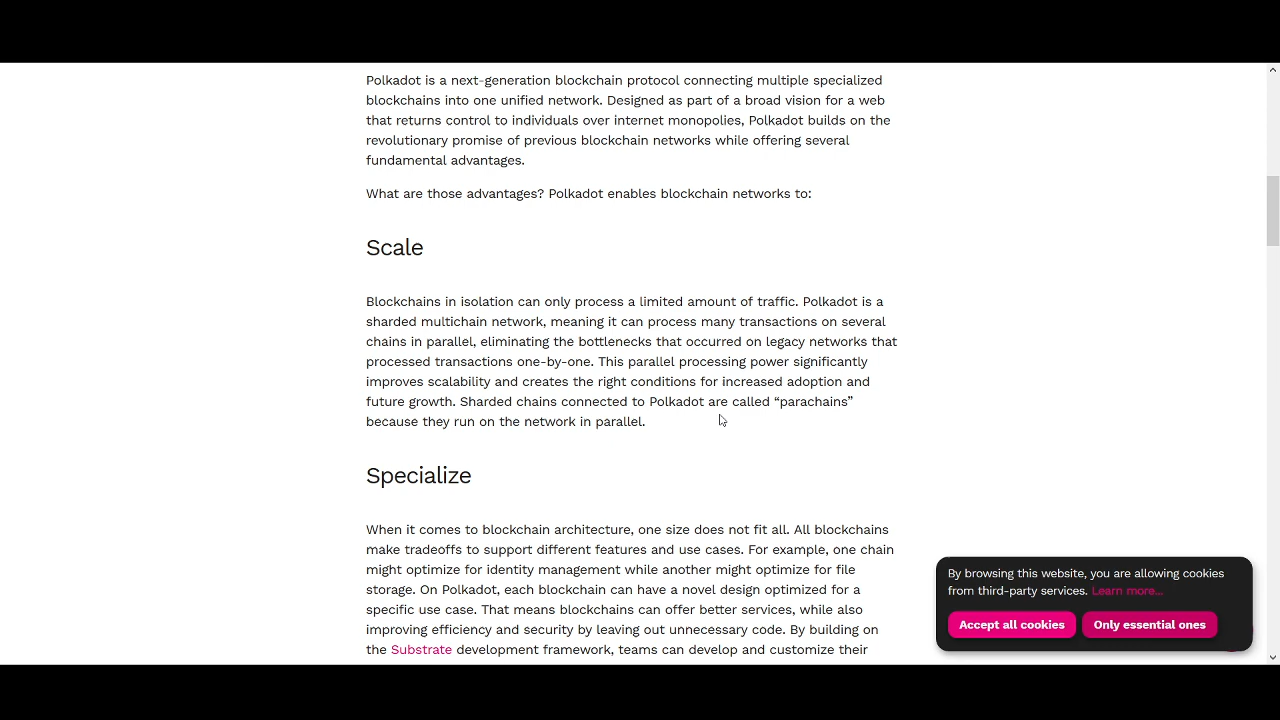 Polkadot is a next-generation blockchain protocol connecting multiple specialized
blockchains into one unified network. Designed as part of a broad vision for a web
that returns control to individuals over internet monopolies, Polkadot builds on the
revolutionary promise of previous blockchain networks while offering several
fundamental advantages.
What are those advantages? Polkadot enables blockchain networks to:
Scale
Blockchains in isolation can only process a limited amount of traffic. Polkadot is a
sharded multichain network, meaning it can process many transactions on several
chains in parallel, eliminating the bottlenecks that occurred on legacy networks that
processed transactions one-by-one. This parallel processing power significantly
improves scalability and creates the right conditions for increased adoption and
future growth. Sharded chains connected to Polkadot are called “parachains”
because they run on the network in parallel.
Specialize
When it comes to blockchain architecture, one size does not fit all. All blockchains
make tradeoffs to support different features and use cases. For example, one chain
might optimize for identity management while another might optimize for file
storage. On Polkadot, each blockchain can have a novel design optimized for a
specific use case. That means blockchains can offer better services, while also
improving efficiency and security by leaving out unnecessary code. By building on
the Substrate development framework, teams can develop and customize their
By browsing this website, you are allowing cookies
from third-party services. Learn more...
Accept all cookies
Only essential ones